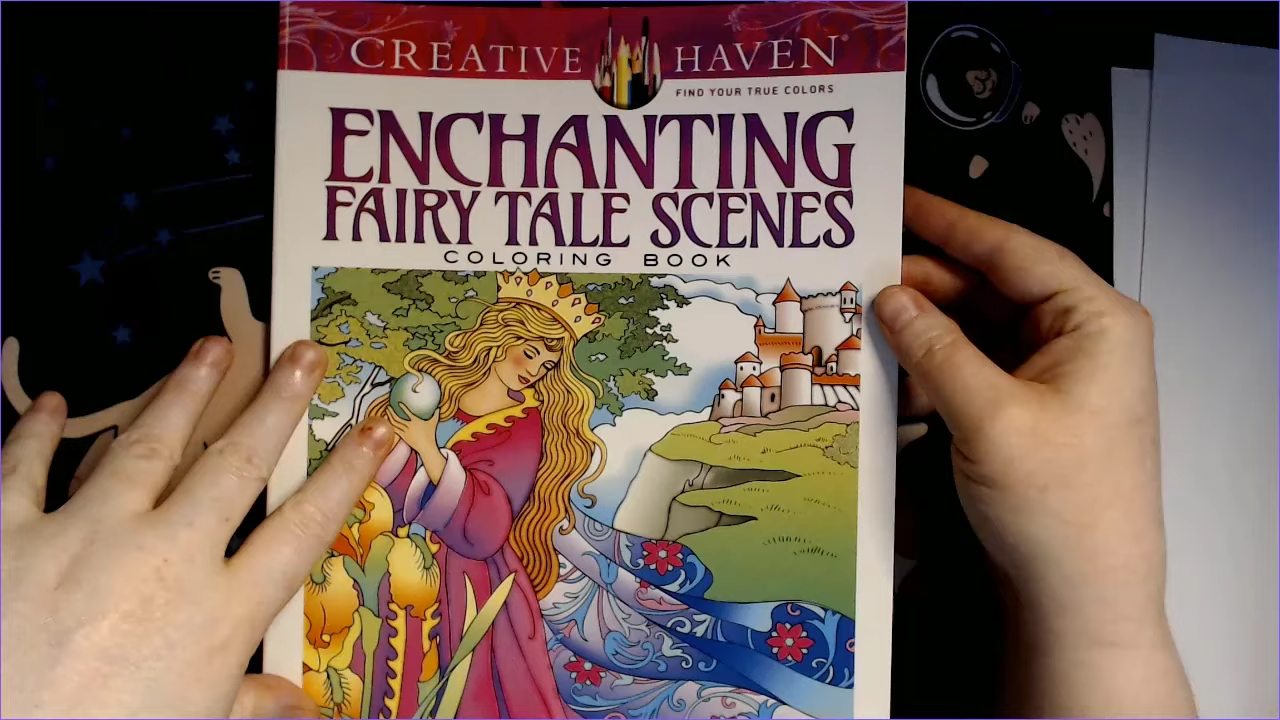 CREATIVE HAVEN®
FIND YOUR TRUE COLORS
ENCHANTING
FAIRY TALE SCENES
COLORING BOOK